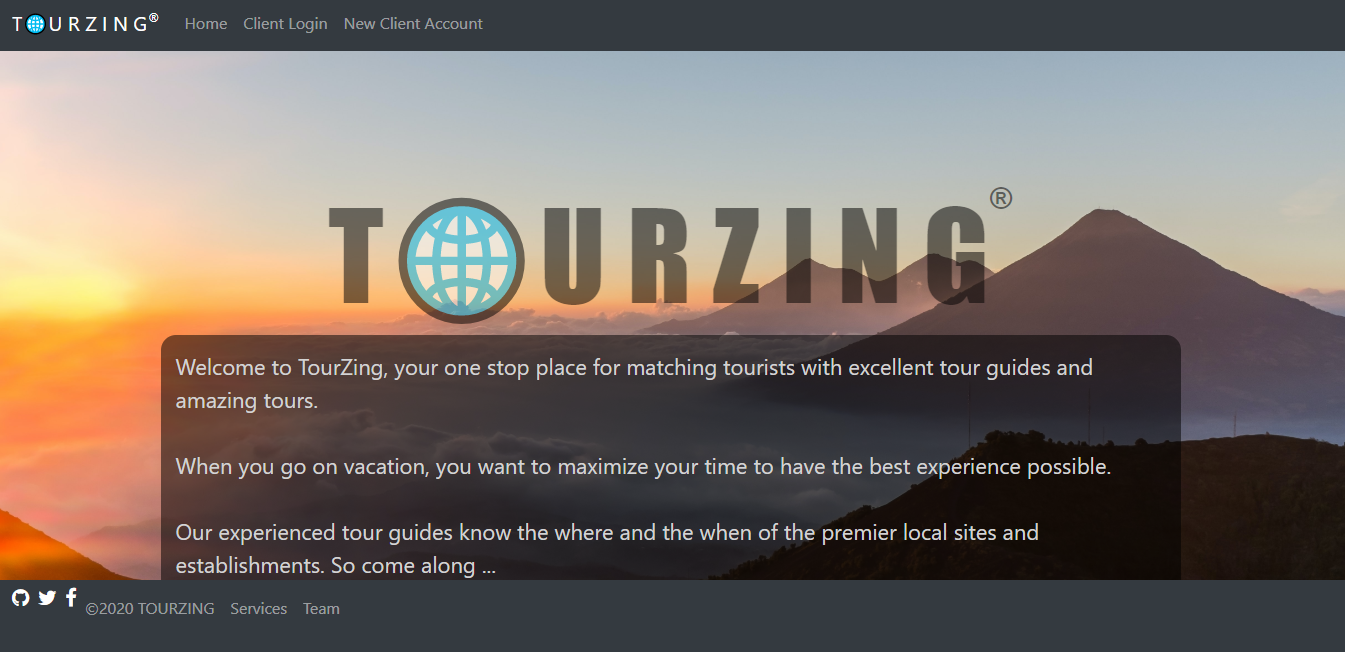 TOURZING® Home Client Login New Client Account
TOURZING®
Welcome to TourZing, your one stop place for matching tourists with excellent tour guides and
amazing tours.
When you go on vacation, you want to maximize your time to have the best experience possible.
Our experienced tour guides know the where and the when of the premier local sites and
establishments. So come along ...
©2020 TOURZING Services Team